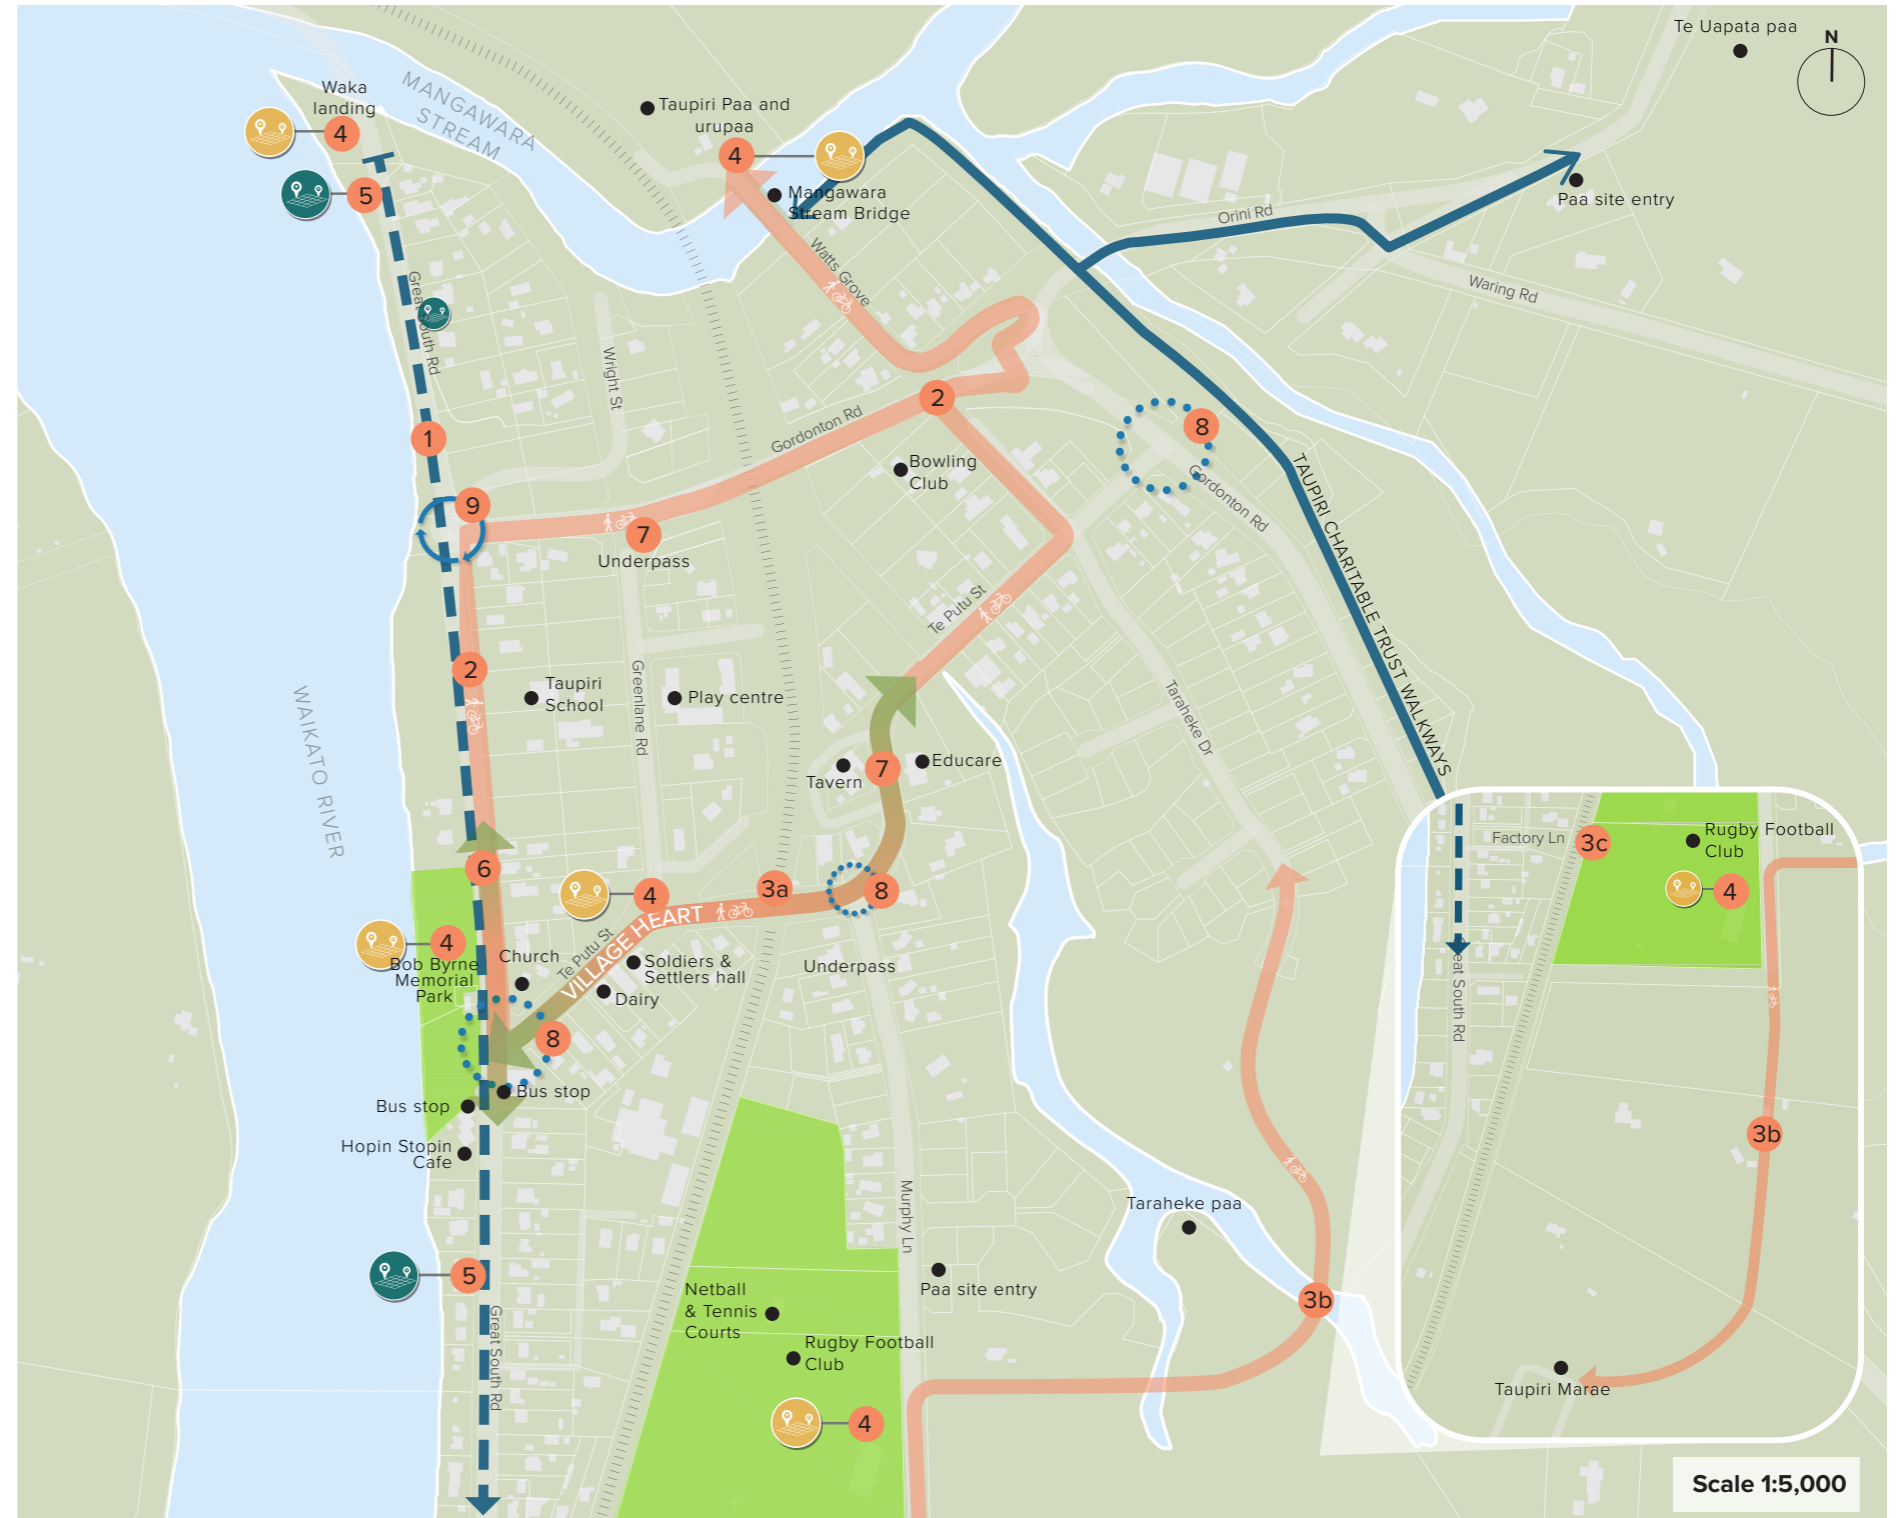 Te Uapata paa
N
Waka
landing
4
MANGAWARA
STREAM
Taupiri Paa and
urupaa
4
5
Mangawara
Stream Bridge
Paa site entry
Orini Rd
Watts Grove
Waring Rd
Great South Rd
Wright St
2
Gordonton Rd
8
1
Bowling
Club
Gordonton Rd
TAUPIRI CHARITABLE TRUST WALKWAYS
9
7
Underpass
Te Putu St
2
Taupiri
School
Greenlane Rd
Play centre
Taraheke Dr
WAIKATO RIVER
7
Educare
Tavern
6
4
3a
8
VILLAGE HEART
Te Putu St
4
Bob Byrne
Memorial
Park
Church
Soldiers &
Settlers hall
Dairy
Underpass
8
Bus stop
Bus stop
Hopin Stopin
Cafe
Murphy Ln
Taraheke paa
5
Great South Rd
Paa site entry
Netball
& Tennis
Courts
Rugby Football
Club
4
3b
Factory Ln
3c
Rugby Football
Club
4
eat South Rd
3b
Taupiri Marae
Scale 1:5,000